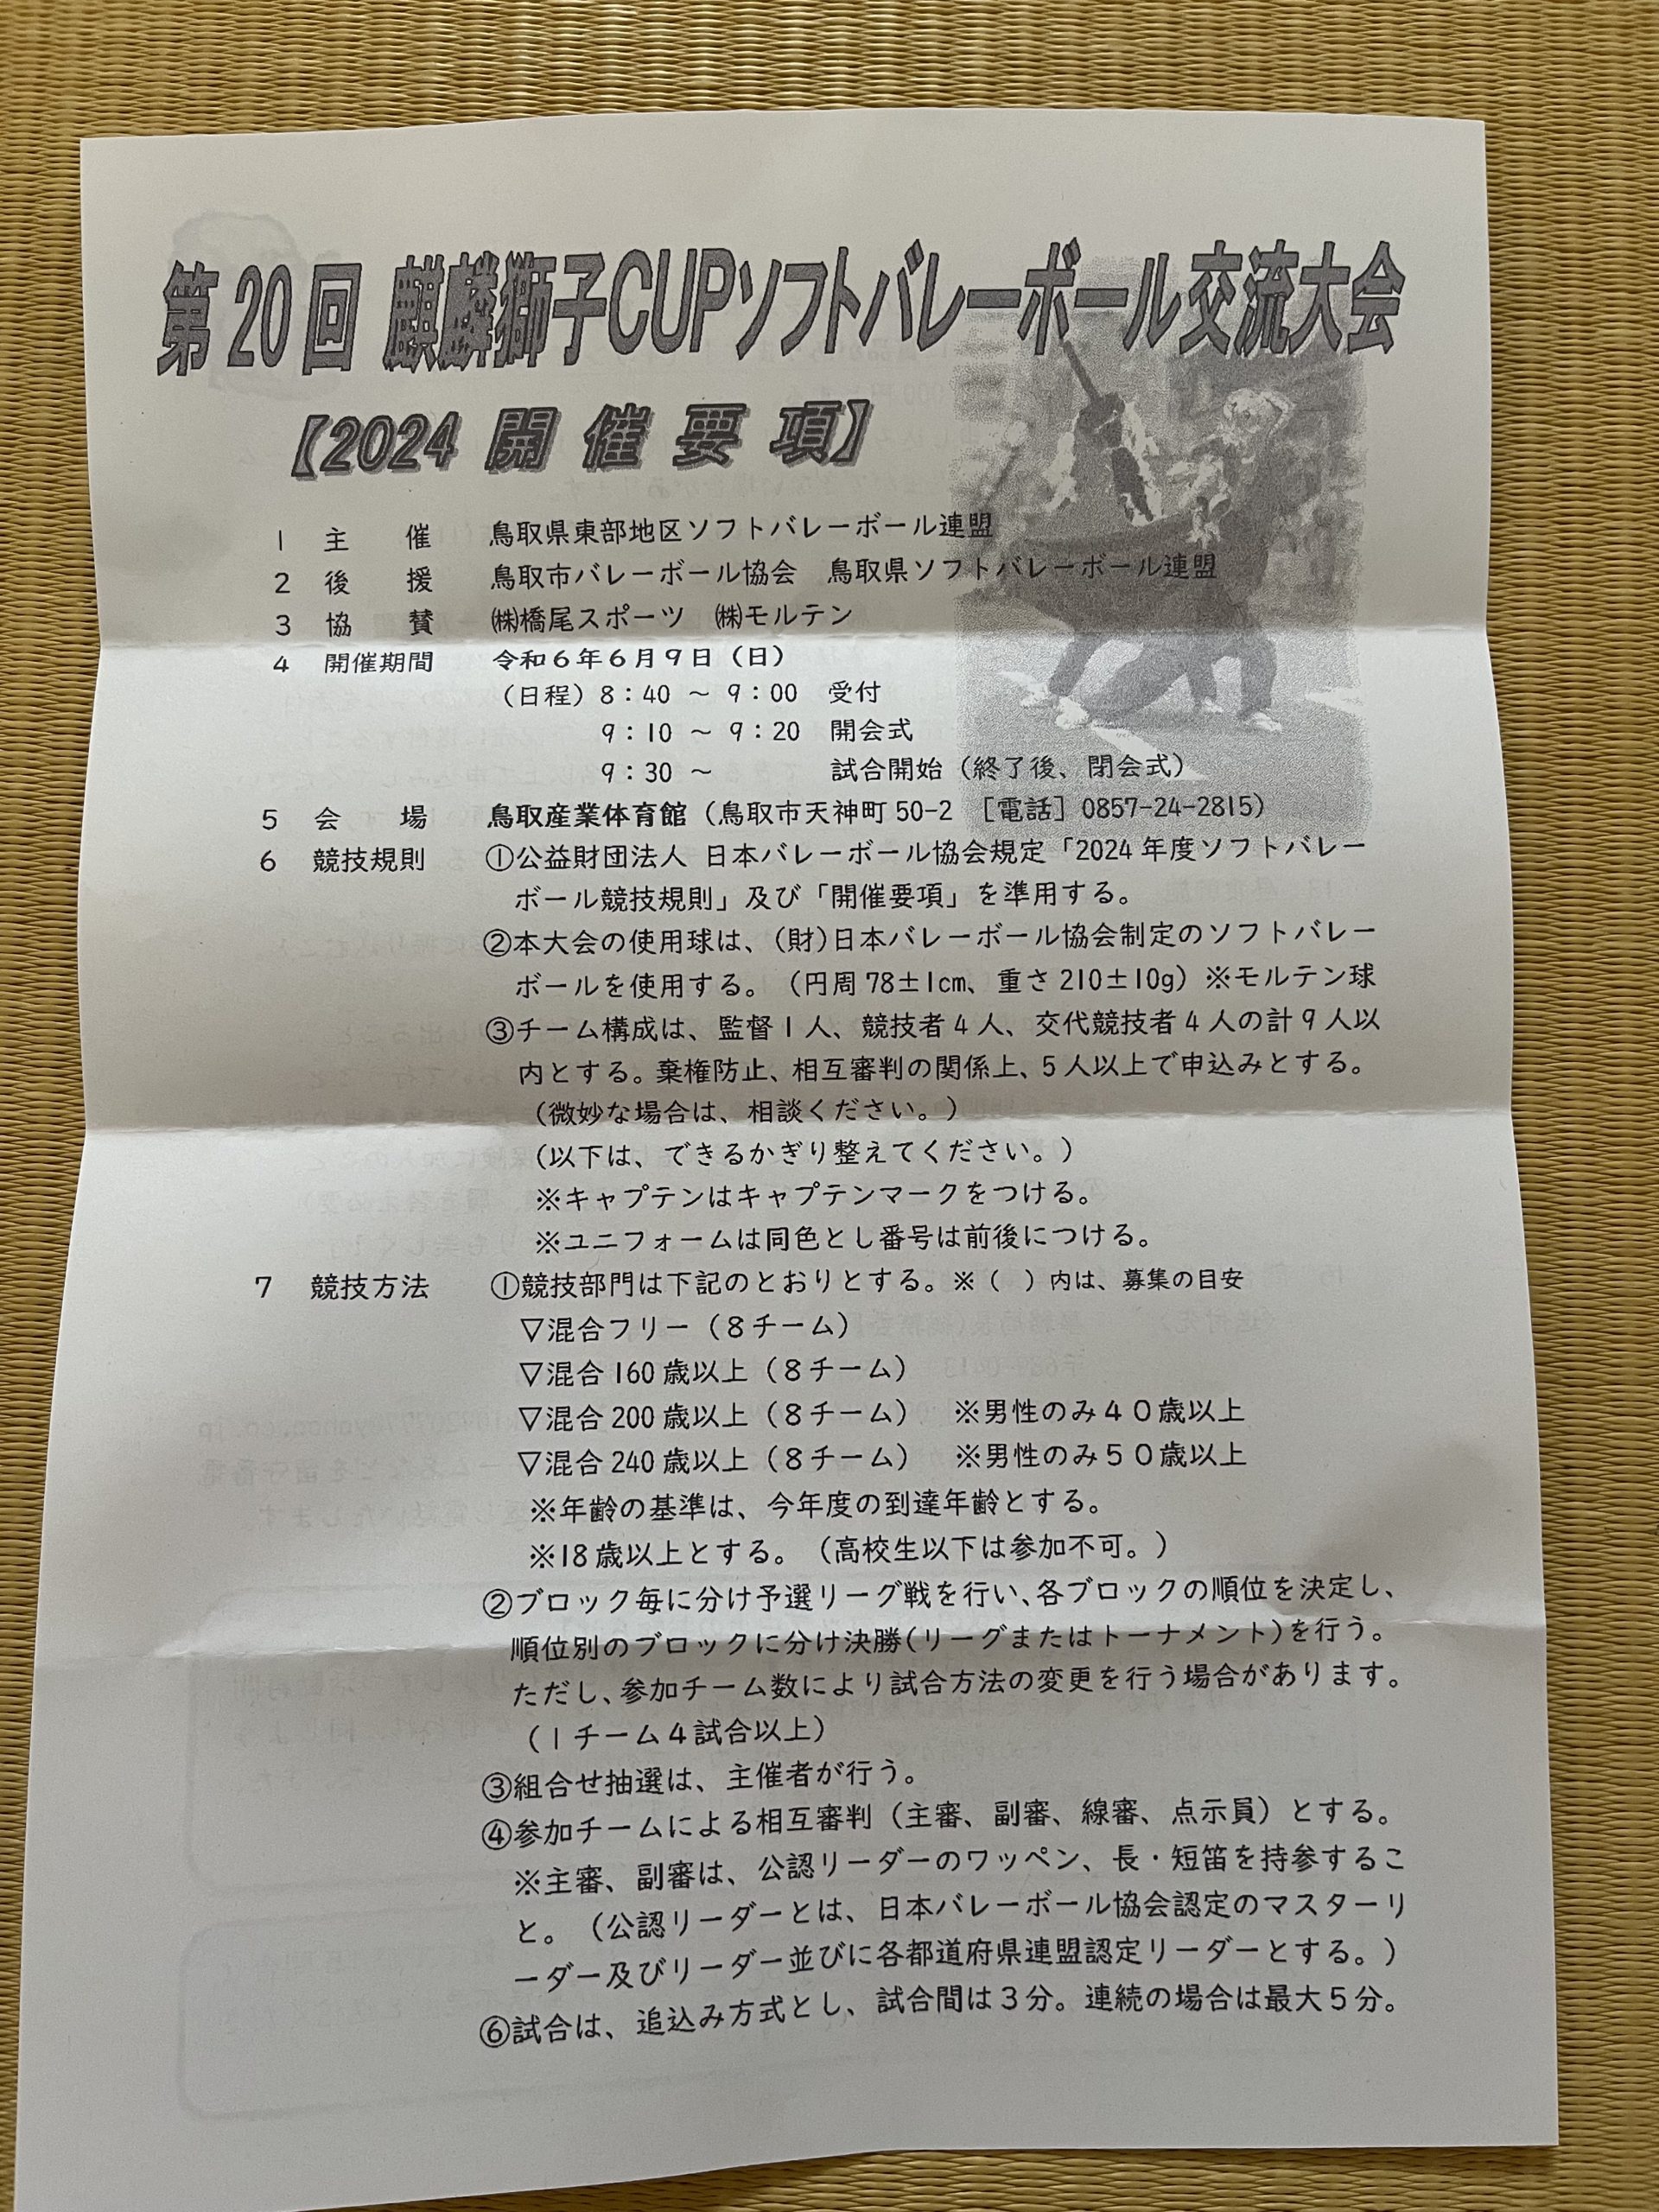 第20回 麒麟獅子CUPソフトバレーボール交流大会
【2024 開催要項】
1 主催 鳥取県東部地区ソフトバレーボール連盟
2 後援 鳥取市バレーボール協会 鳥取県ソフトバレーボール連盟
3 協賛 ㈱橋尾スポーツ ㈱モルテン
4 開催期間 令和6年6月9日（日）
（日程）8：40 ～ 9：00 受付
9：10 ～ 9：20 開会式
9：30 ～ 試合開始（終了後、閉会式）
5 会場 鳥取産業体育館（鳥取市天神町50-2 ［電話］0857-24-2815）
6 競技規則 ①公益財団法人 日本バレーボール協会規定「2024年度ソフトバレー
ボール競技規則」及び「開催要項」を準用する。
②本大会の使用球は、(財)日本バレーボール協会制定のソフトバレー
ボールを使用する。（円周78±1cm、重さ210±10g）※モルテン球
③チーム構成は、監督1人、競技者4人、交代競技者4人の計9人以
内とする。棄権防止、相互審判の関係上、5人以上で申込みとする。
（微妙な場合は、相談ください。）
（以下は、できるかぎり整えてください。）
※キャプテンはキャプテンマークをつける。
※ユニフォームは同色とし番号は前後につける。
7 競技方法 ①競技部門は下記のとおりとする。※（ ）内は、募集の目安
▽混合フリー（8チーム）
▽混合160歳以上（8チーム）
▽混合200歳以上（8チーム） ※男性のみ40歳以上
▽混合240歳以上（8チーム） ※男性のみ50歳以上
※年齢の基準は、今年度の到達年齢とする。
※18歳以上とする。（高校生以下は参加不可。）
②ブロック毎に分け予選リーグ戦を行い、各ブロックの順位を決定し、
順位別のブロックに分け決勝(リーグまたはトーナメント)を行う。
ただし、参加チーム数により試合方法の変更を行う場合があります。
（1チーム4試合以上）
③組合せ抽選は、主催者が行う。
④参加チームによる相互審判（主審、副審、線審、点示員）とする。
※主審、副審は、公認リーダーのワッペン、長・短笛を持参するこ
と。（公認リーダーとは、日本バレーボール協会認定のマスターリ
ーダー及びリーダー並びに各都道府県連盟認定リーダーとする。）
⑥試合は、追込み方式とし、試合間は3分。連続の場合は最大5分。